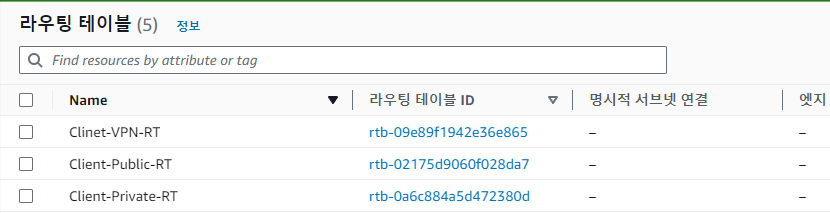 라우팅 테이블 (5) 정보
Find resources by attribute or tag
Name 라우팅 테이블 ID 명시적 서브넷 연결 엣지
Clinet-VPN-RT rtb-09e89f1942e36e865 –
Client-Public-RT rtb-02175d9060f028da7 –
Client-Private-RT rtb-0a6c884a5d472380d –